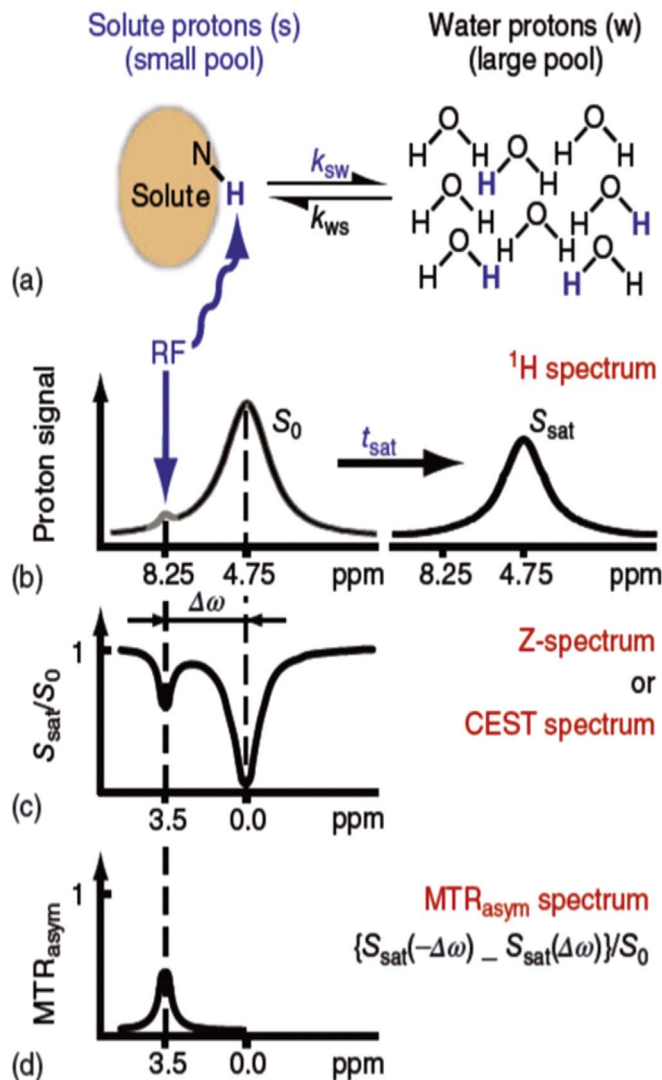 Solute protons (s)
(small pool)
Water protons (w)
(large pool)
N
H
Solute
k_sw
k_ws
O
H H
O
H H
O
H H
O
H H
O
H H
O
H H
O
H H
O
H H
(a)
RF
¹H spectrum
Proton signal
S₀
t_sat
S_sat
8.25 4.75 ppm
8.25 4.75 ppm
(b)
Δω
1
S_sat/S₀
Z-spectrum
or
CEST spectrum
3.5 0.0 ppm
(c)
1
MTR_asym
MTR_asym spectrum
{S_sat(-Δω) _ S_sat(Δω)}/S₀
3.5 0.0 ppm
(d)